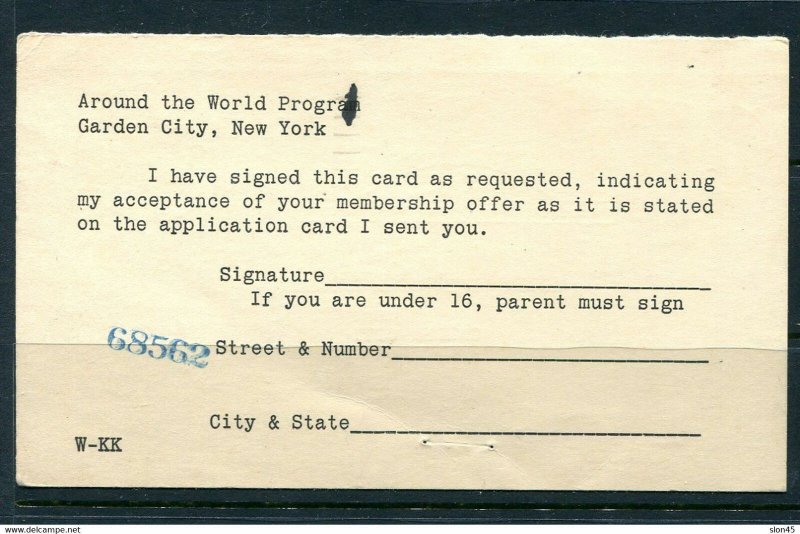 Around the World Program
Garden City, New York
I have signed this card as requested, indicating
my acceptance of your membership offer as it is stated
on the application card I sent you.
Signature
If you are under 16, parent must sign
68562 Street & Number
City & State
W-KK
Copyright www.delcampe.net
slon45